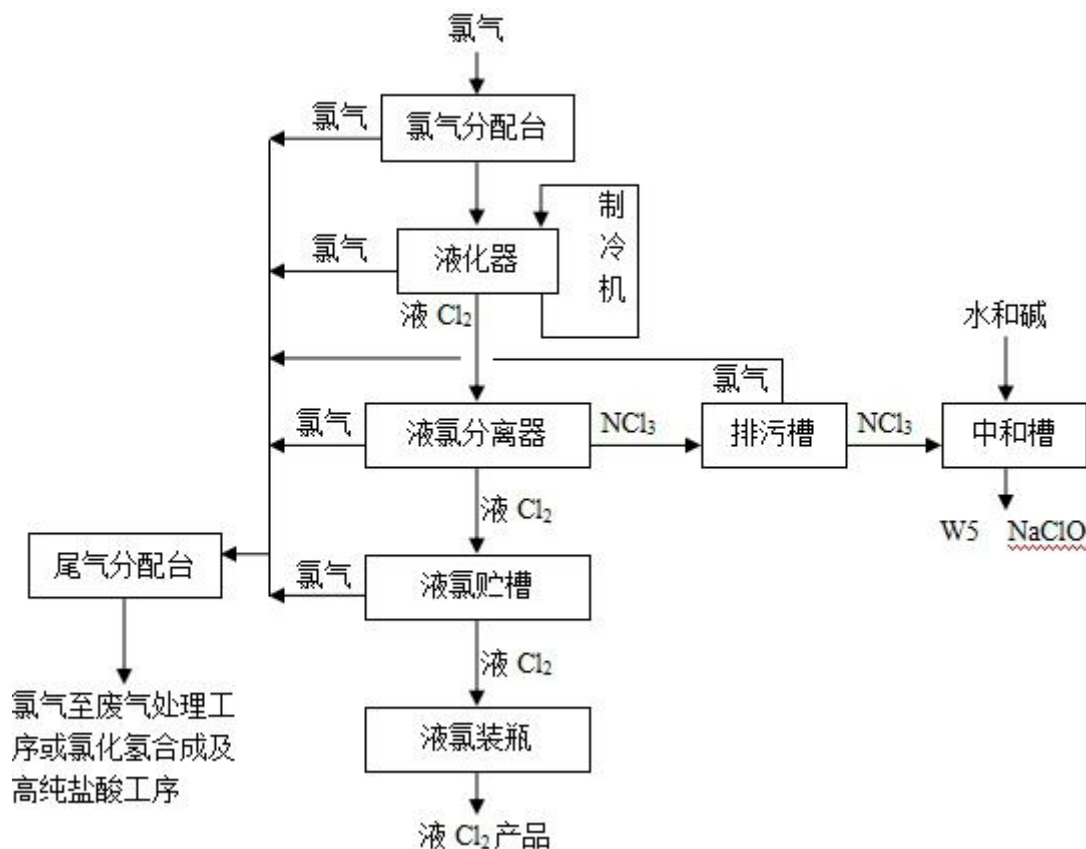 氯气
氯气
氯气分配台
氯气
液化器
制
冷
机
液 Cl₂
水和碱
氯气
氯气
液氯分离器
NCl₃
排污槽
NCl₃
中和槽
液 Cl₂
W5 NaClO
尾气分配台
氯气
液氯贮槽
液 Cl₂
氯气至废气处理工
序或氯化氢合成及
高纯盐酸工序
液氯装瓶
液 Cl₂产品